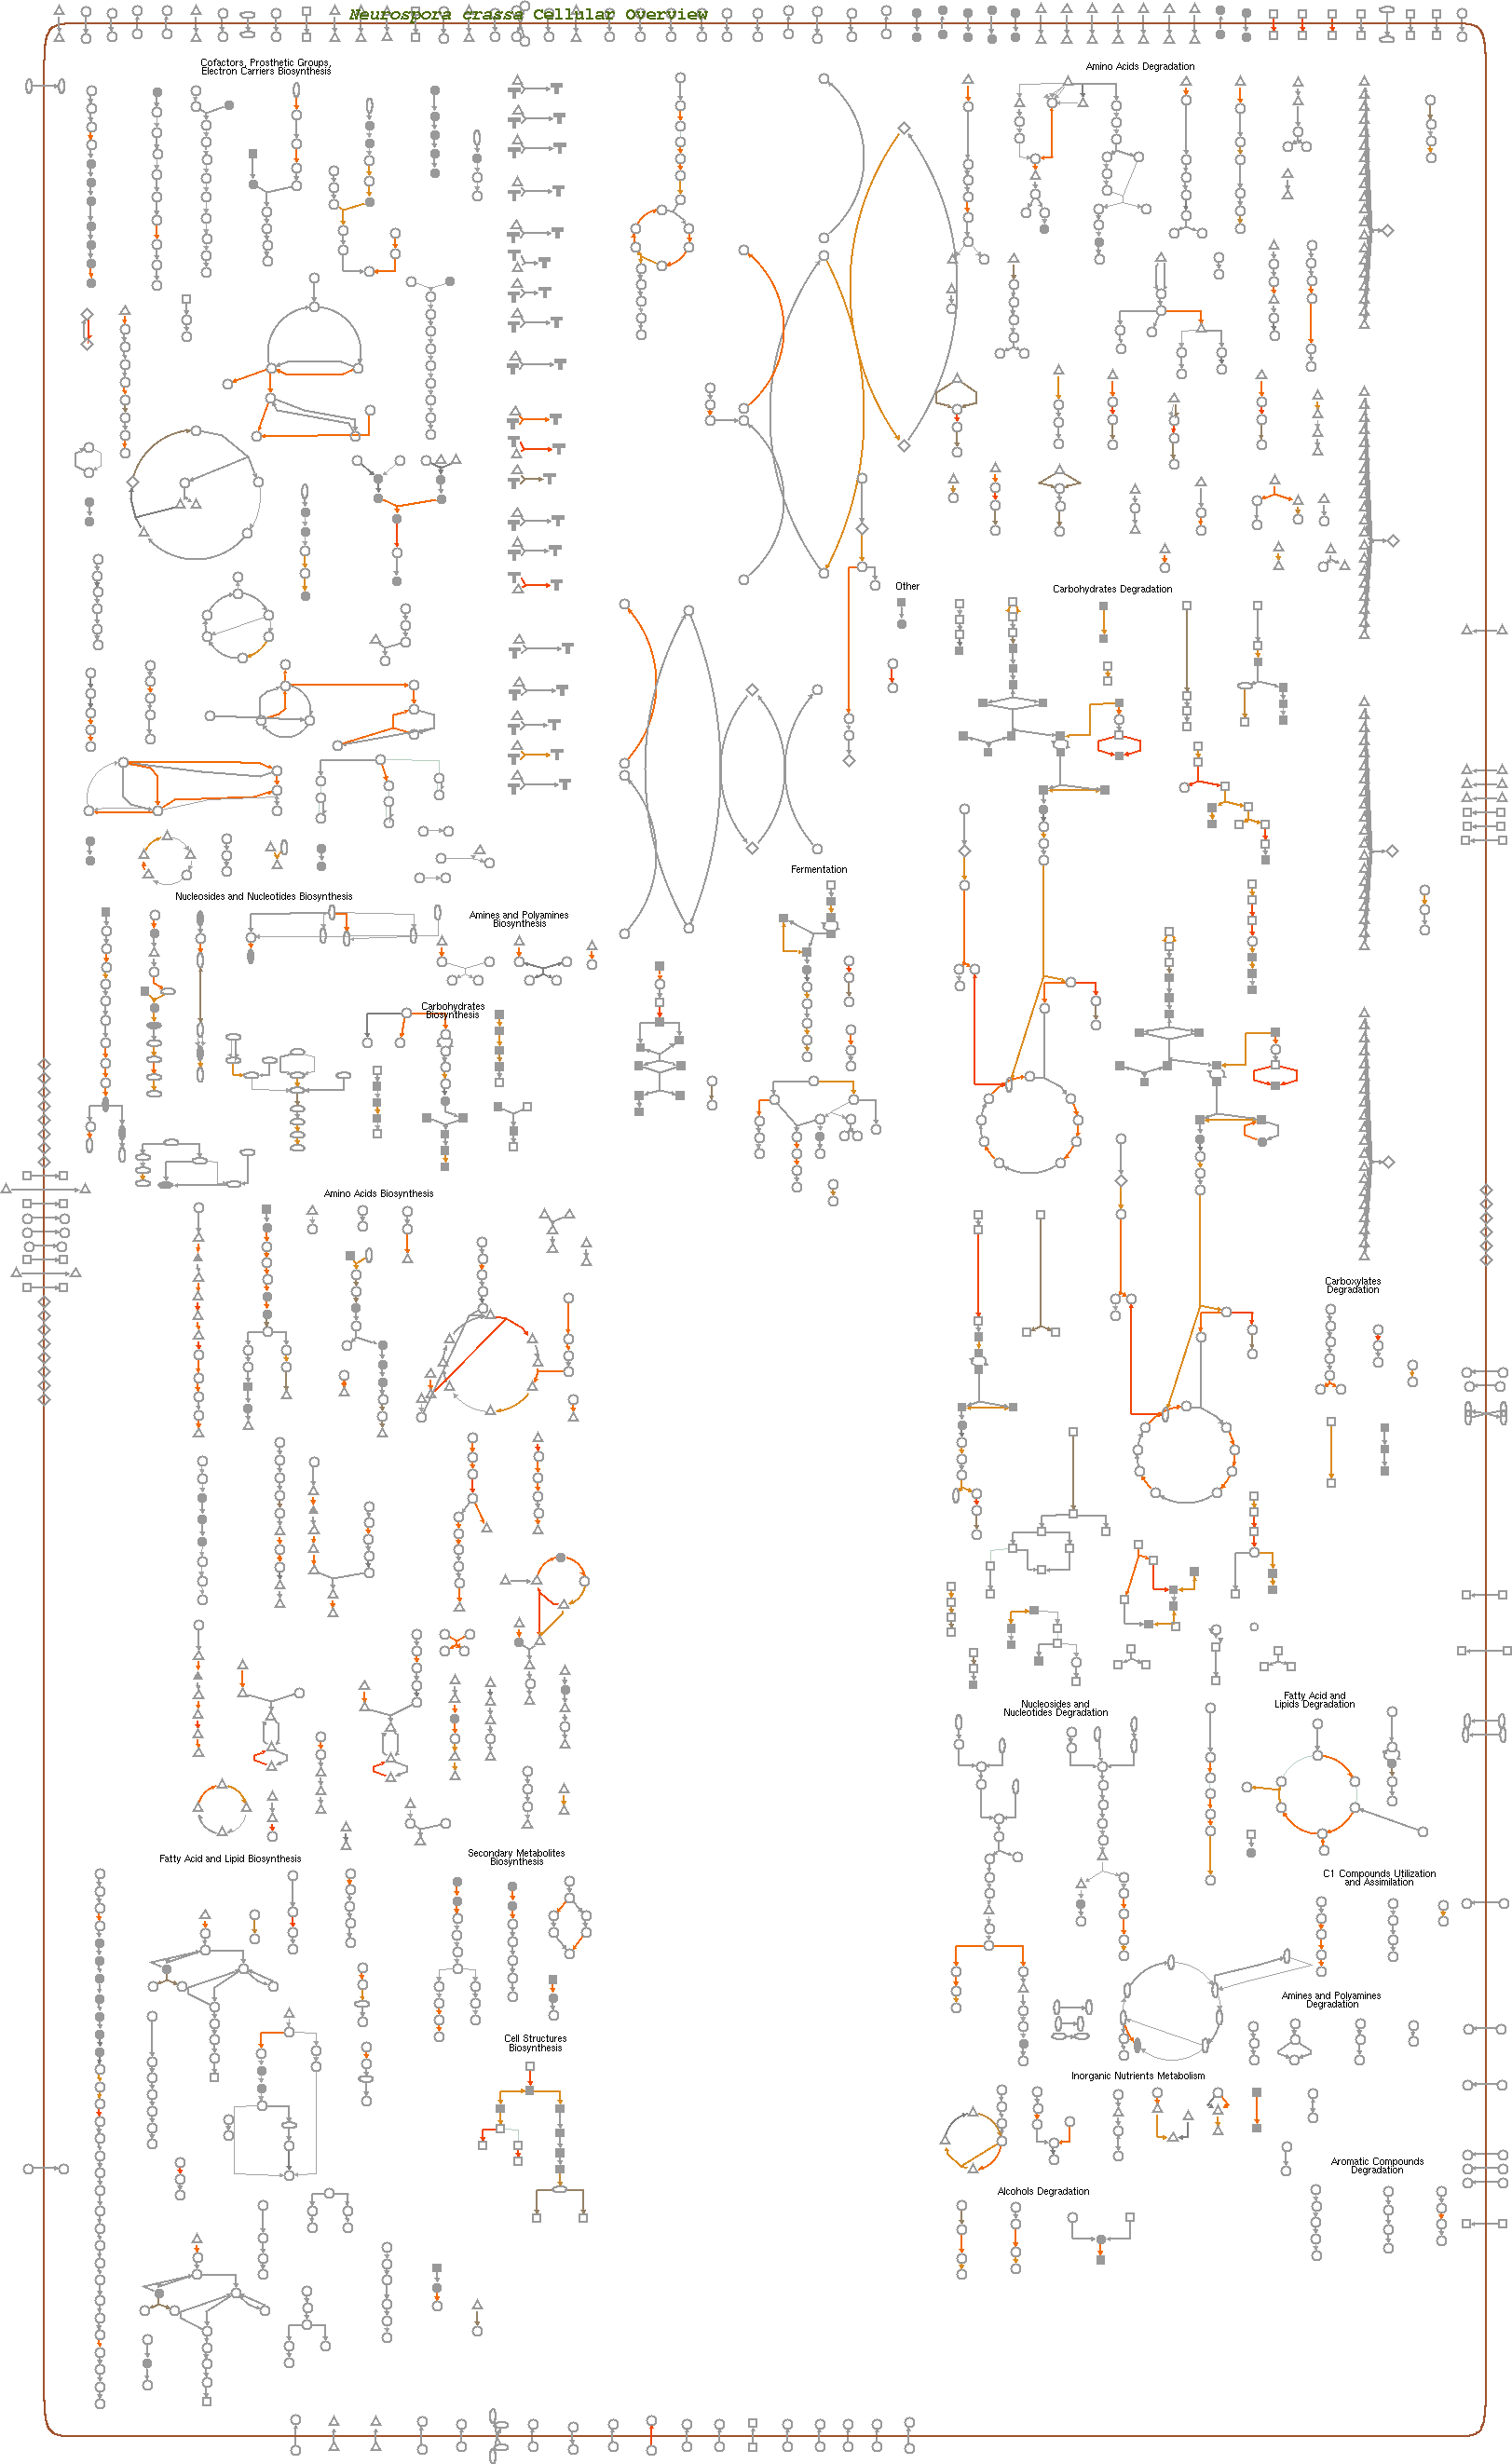 Neurospora crassa Cellular Overview
Cofactors, Prosthetic Groups,
Electron Carriers Biosynthesis
Amino Acids Degradation
Other
Carbohydrates Degradation
Fermentation
Nucleosides and Nucleotides Biosynthesis
Amines and Polyamines
Biosynthesis
Carbohydrates
Biosynthesis
Amino Acids Biosynthesis
Carboxylates
Degradation
Nucleosides and
Nucleotides Degradation
Fatty Acid and
Lipids Degradation
Fatty Acid and Lipid Biosynthesis
Secondary Metabolites
Biosynthesis
C1 Compounds Utilization
and Assimilation
Amines and Polyamines
Degradation
Cell Structures
Biosynthesis
Inorganic Nutrients Metabolism
Aromatic Compounds
Degradation
Alcohols Degradation